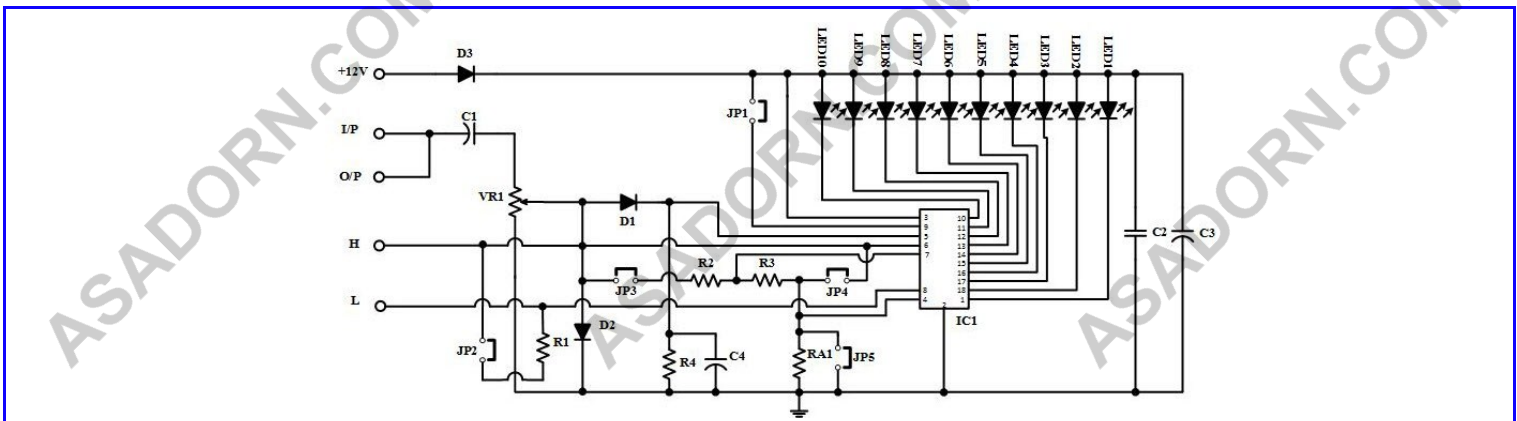 ASADORN.COM
ASADORN.COM
ASADORN.COM
LED10
LED9
LED8
LED7
LED6
LED5
LED4
LED3
LED2
LED1
D3
+12V
JP1
C1
I/P
O/P
VR1
D1
3
9
5
6
7
8
4
2
10
11
12
13
14
15
16
17
18
1
IC1
C2
C3
H
R2
R3
JP3
JP4
L
D2
R1
JP2
R4
C4
RA1
JP5